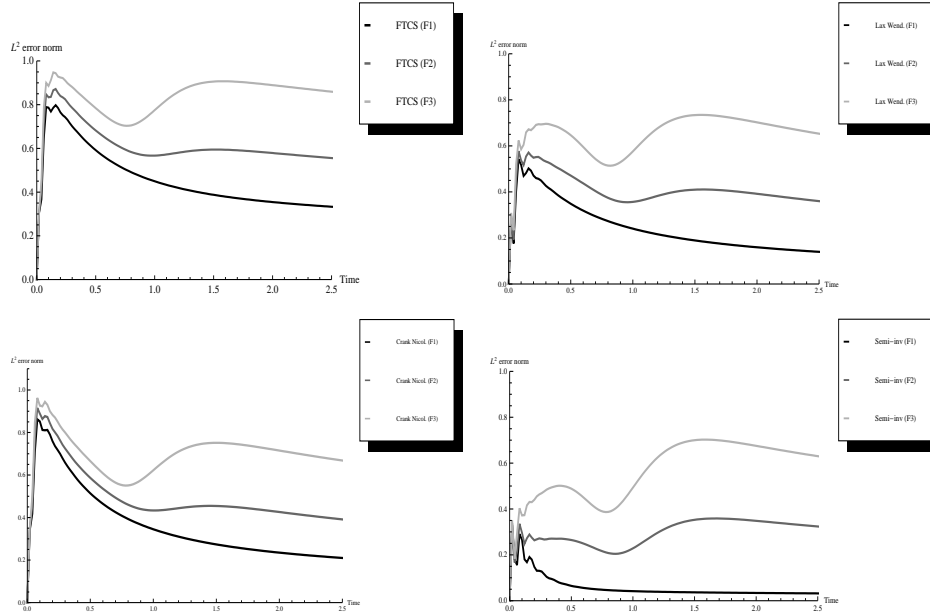 FTCS (F1)
FTCS (F2)
FTCS (F3)
L² error norm
1.0
0.8
0.6
0.4
0.2
0.0
0.0 0.5 1.0 1.5 2.0 2.5
Time
Lax Wend. (F1)
Lax Wend. (F2)
Lax Wend. (F3)
L² error norm
1.0
0.8
0.6
0.4
0.2
0.0
0.0 0.5 1.0 1.5 2.0 2.5
Time
Crank Nicol. (F1)
Crank Nicol. (F2)
Crank Nicol. (F3)
L² error norm
1.0
0.8
0.6
0.4
0.2
0.0
0.0 0.5 1.0 1.5 2.0 2.5
Time
Semi-inv (F1)
Semi-inv (F2)
Semi-inv (F3)
L² error norm
1.0
0.8
0.6
0.4
0.2
0.0
0.0 0.5 1.0 1.5 2.0 2.5
Time